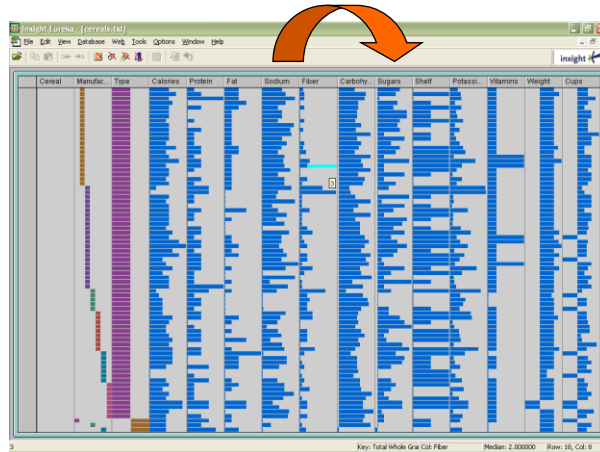 Inxight Eureka - [cereals.txt]
File Edit View Database Web Tools Options Window Help
inxight
Cereal Manufac... Type Calories Protein Fat Sodium Fiber Carbohy... Sugars Shelf Potassi... Vitamins Weight Cups
3
3 Key: Total Whole Grai Col: Fiber Median: 2.000000 Row: 18, Col: 8